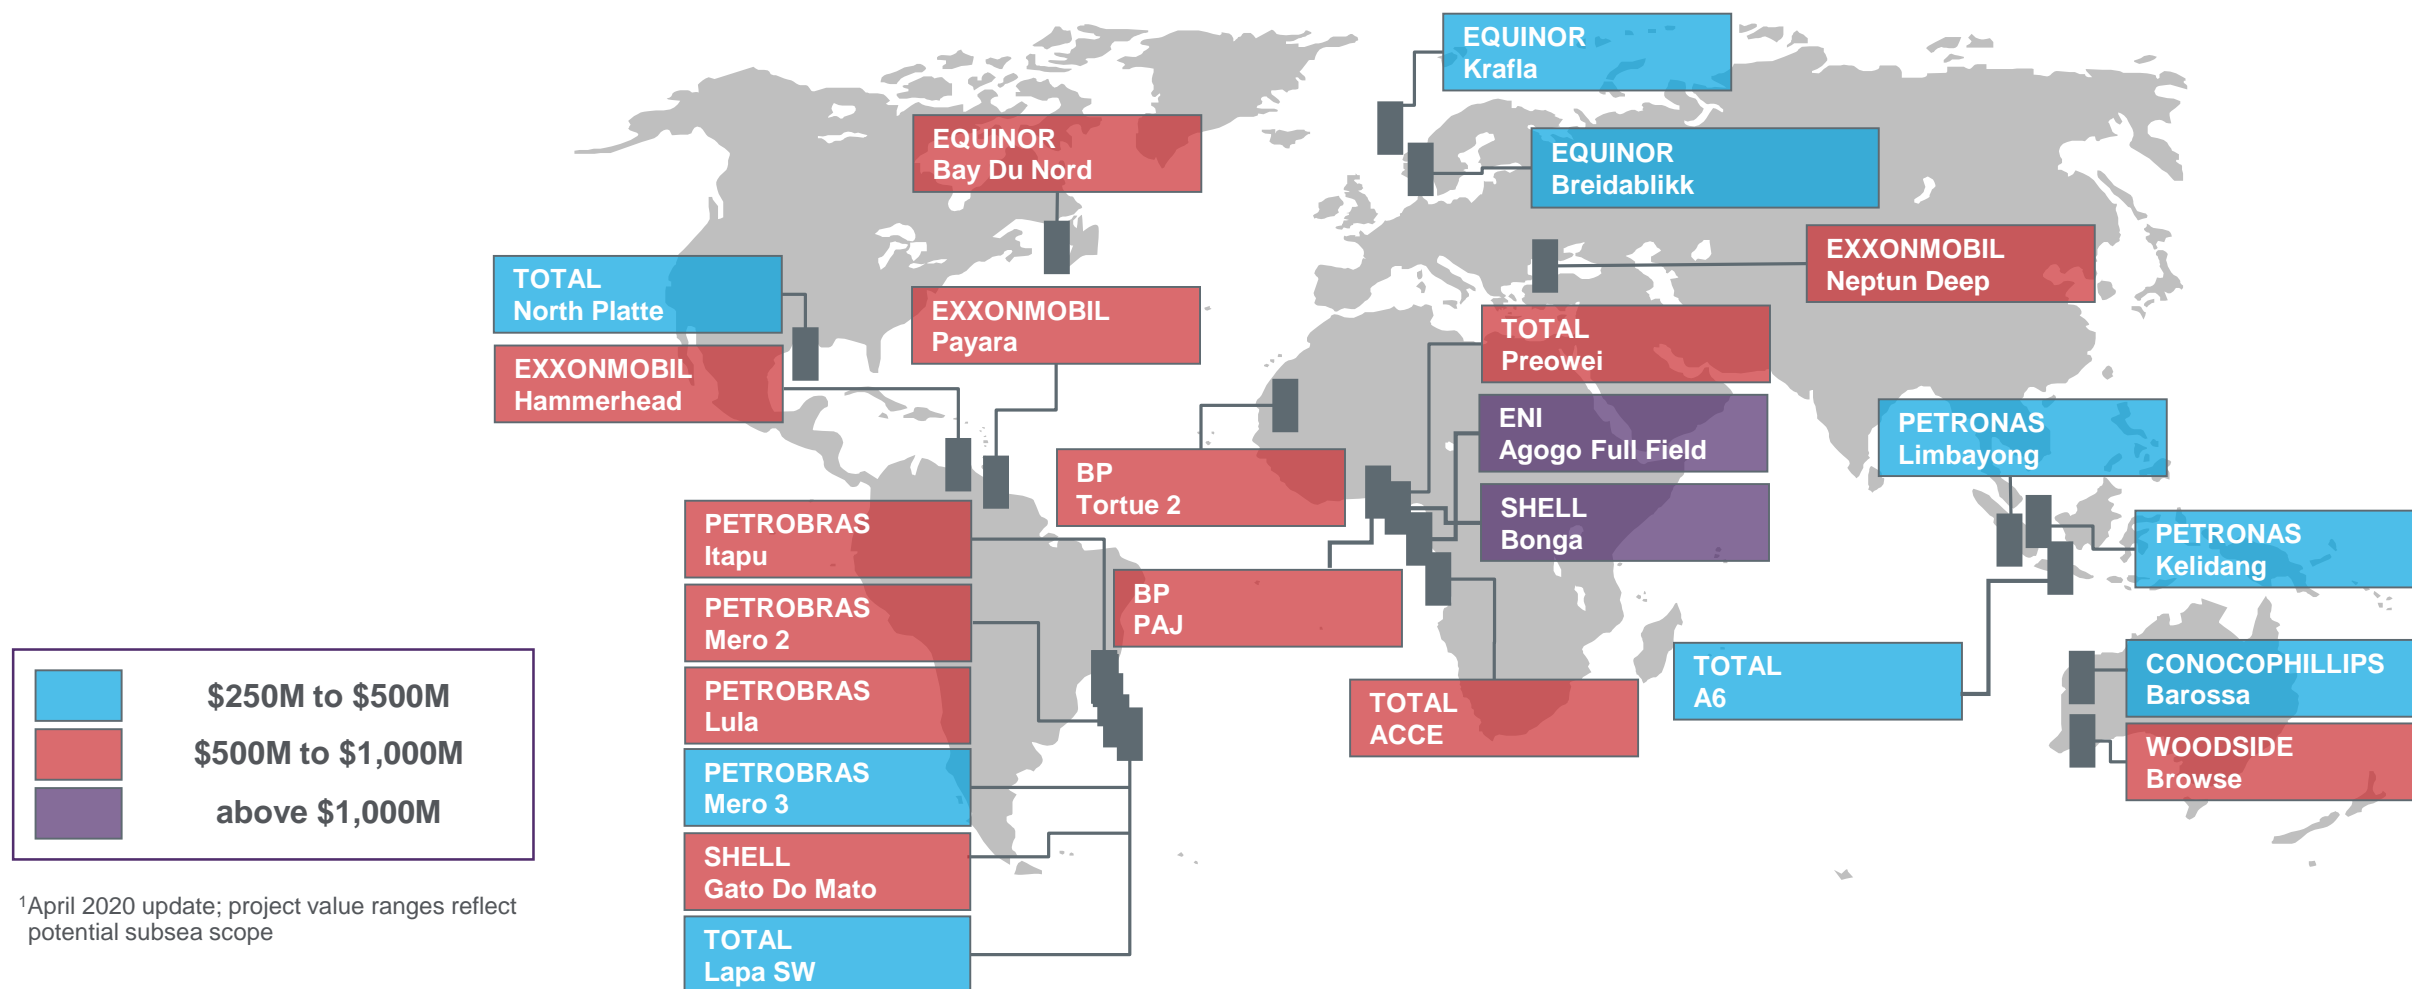 EQUINOR
Krafla
EQUINOR
Bay Du Nord
EQUINOR
Breidablikk
EXXONMOBIL
Neptun Deep
TOTAL
North Platte
EXXONMOBIL
Payara
TOTAL
Preowei
EXXONMOBIL
Hammerhead
ENI
Agogo Full Field
PETRONAS
Limbayong
BP
Tortue 2
SHELL
Bonga
PETROBRAS
Itapu
PETRONAS
Kelidang
BP
PAJ
PETROBRAS
Mero 2
TOTAL
A6
CONOCOPHILLIPS
Barossa
PETROBRAS
Lula
TOTAL
ACCE
WOODSIDE
Browse
PETROBRAS
Mero 3
SHELL
Gato Do Mato
TOTAL
Lapa SW
$250M to $500M
$500M to $1,000M
above $1,000M
¹April 2020 update; project value ranges reflect
potential subsea scope